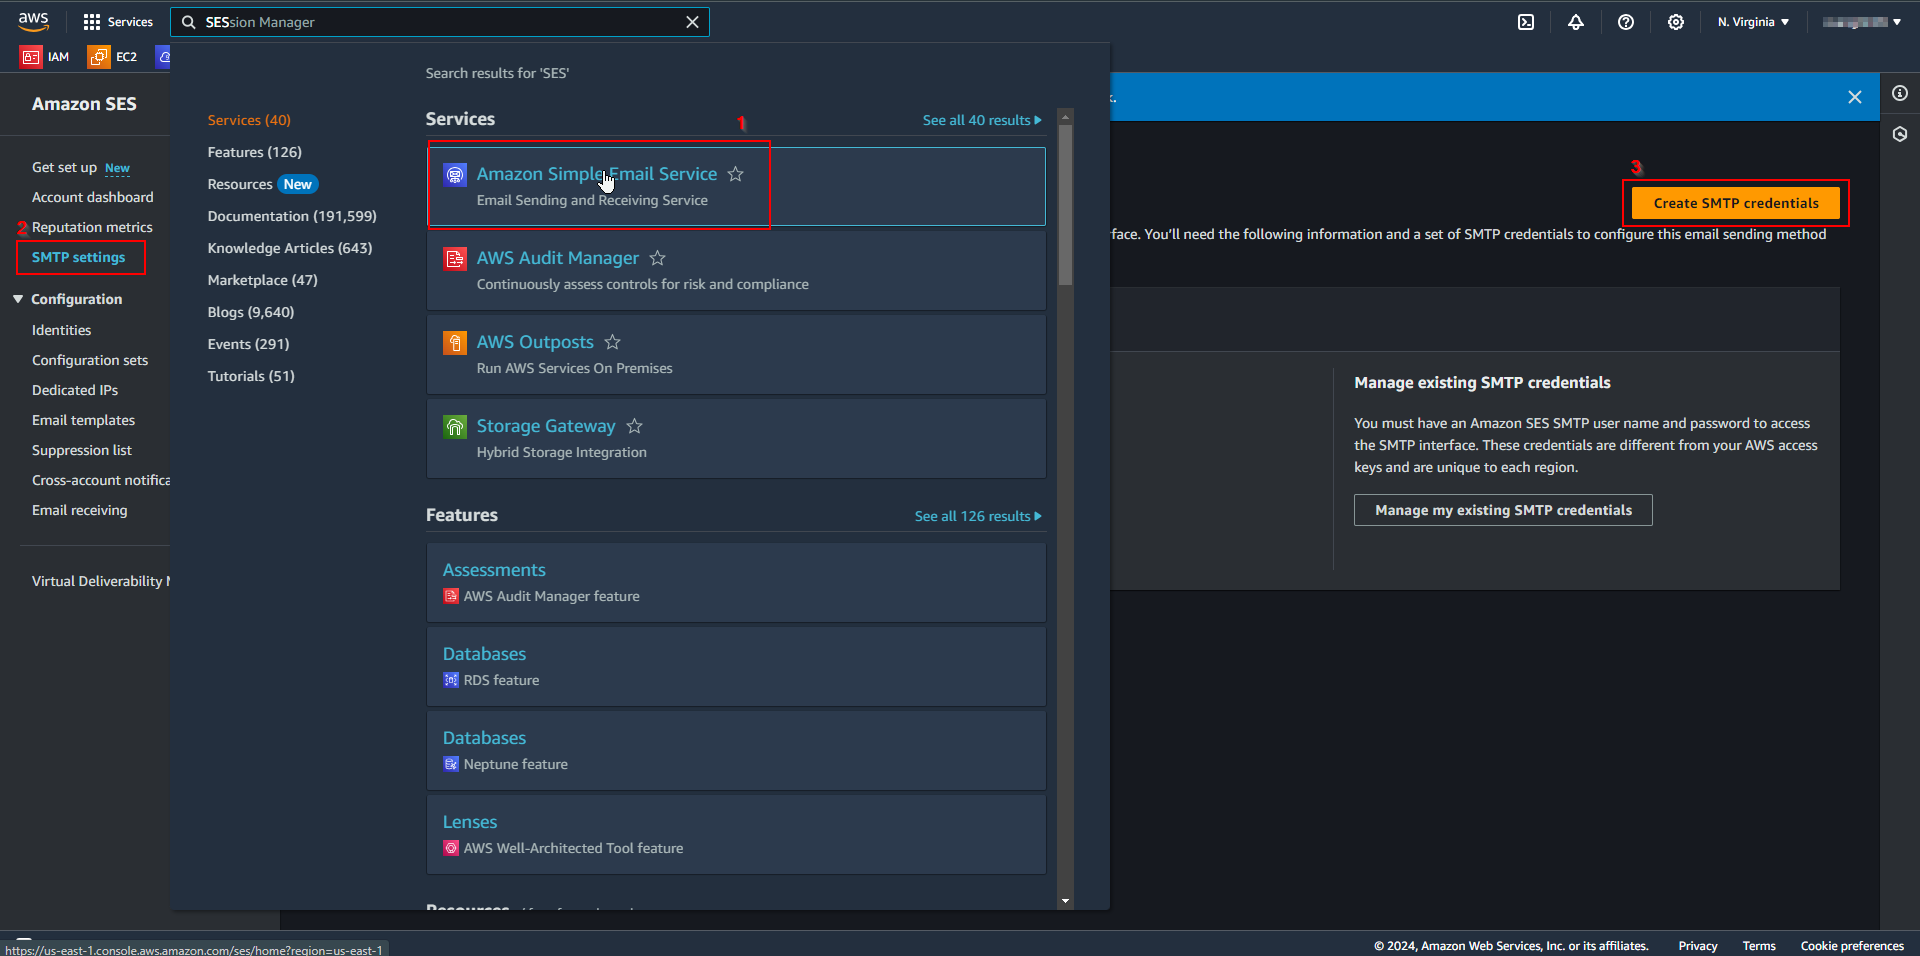 aws
Services
SESsion Manager
N. Virginia
IAM
EC2
Amazon SES
Get set up New
Account dashboard
2 Reputation metrics
SMTP settings
Configuration
Identities
Configuration sets
Dedicated IPs
Email templates
Suppression list
Cross-account notifica
Email receiving
Virtual Deliverability
Search results for 'SES'
Services (40)
Features (126)
Resources New
Documentation (191,599)
Knowledge Articles (643)
Marketplace (47)
Blogs (9,640)
Events (291)
Tutorials (51)
Services
1
See all 40 results
Amazon Simple Email Service
Email Sending and Receiving Service
AWS Audit Manager
Continuously assess controls for risk and compliance
AWS Outposts
Run AWS Services On Premises
Storage Gateway
Hybrid Storage Integration
Features
See all 126 results
Assessments
AWS Audit Manager feature
Databases
RDS feature
Databases
Neptune feature
Lenses
AWS Well-Architected Tool feature
Resources
3
Create SMTP credentials
face. You'll need the following information and a set of SMTP credentials to configure this email sending method
Manage existing SMTP credentials
You must have an Amazon SES SMTP user name and password to access
the SMTP interface. These credentials are different from your AWS access
keys and are unique to each region.
Manage my existing SMTP credentials
https://us-east-1.console.aws.amazon.com/ses/home?region=us-east-1
© 2024, Amazon Web Services, Inc. or its affiliates.
Privacy
Terms
Cookie preferences